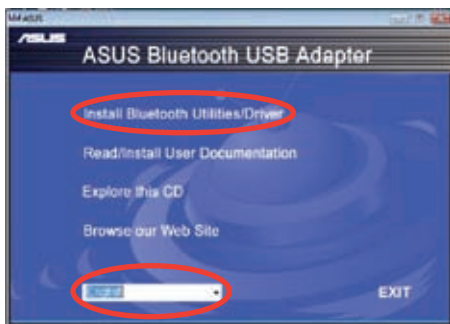 ASUS
ASUS Bluetooth USB Adapter
Install Bluetooth Utilities/Driver
Read/Install User Documentation
Explore this CD
Browse our Web Site
English
EXIT